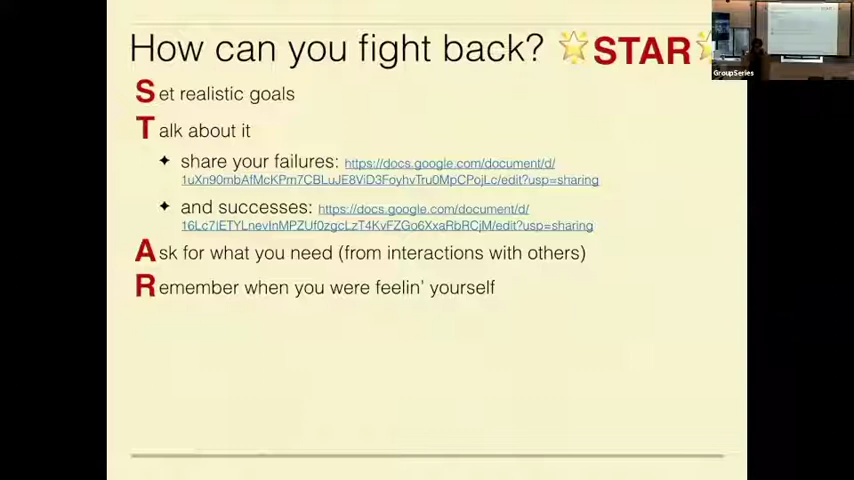 How can you fight back? 🌟STAR🌟
Set realistic goals
Talk about it
✦ share your failures: https://docs.google.com/document/d/
1uXn90mbAfMcKPm7CBLuJE8ViD3FoyhvTru0MpCPojLc/edit?usp=sharing
✦ and successes: https://docs.google.com/document/d/
16Lc7IETYLnevInMPZUf0zgcLzT4KvFZGo6XxaRbRCjM/edit?usp=sharing
Ask for what you need (from interactions with others)
Remember when you were feelin' yourself
GroupSeries